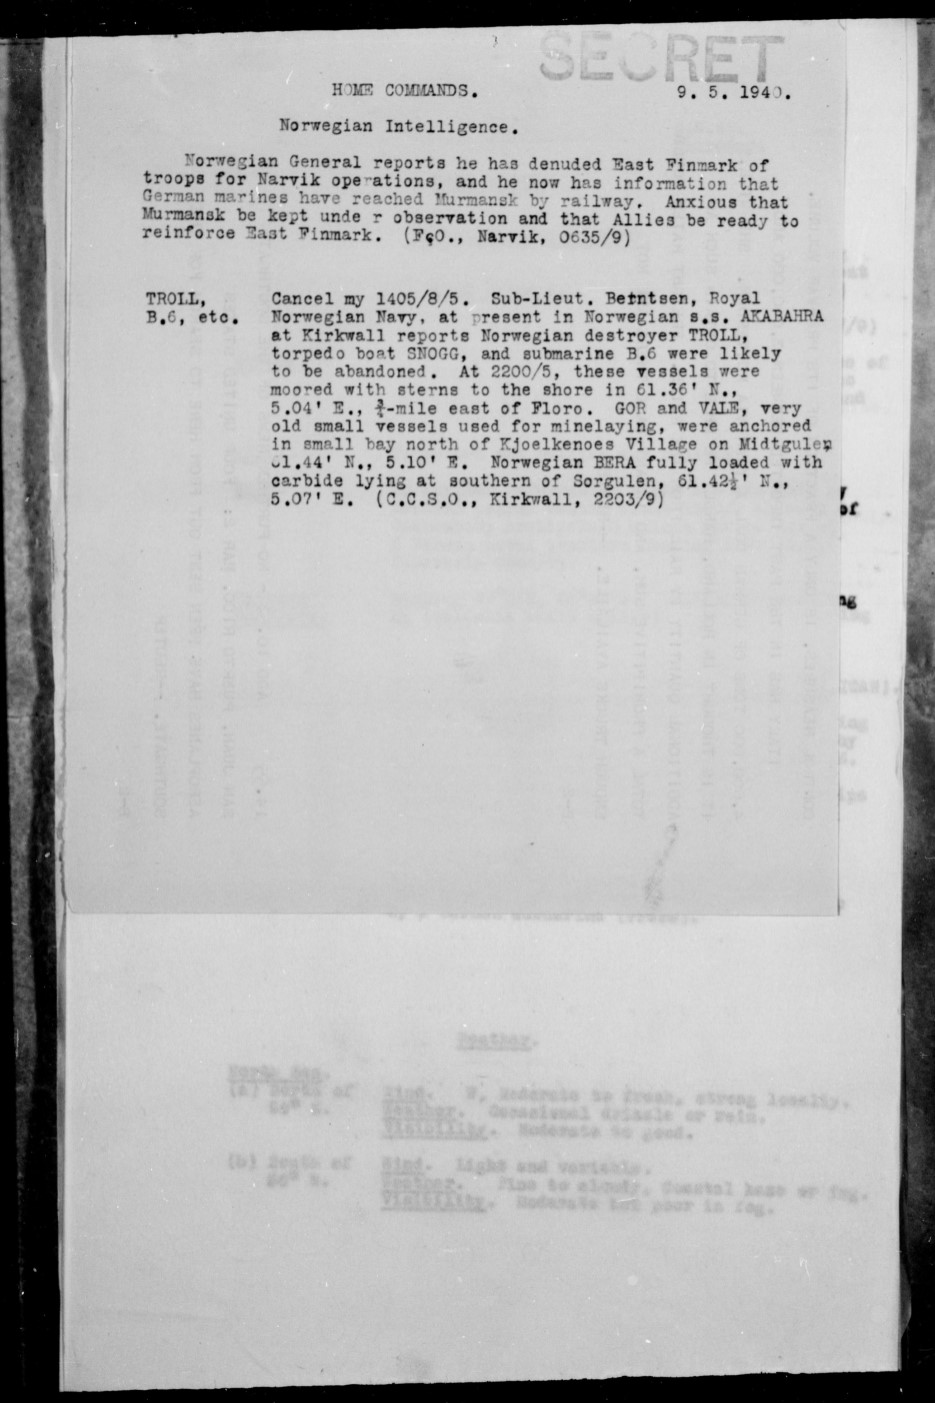 SECRET
HOME COMMANDS. 9. 5. 1940.
Norwegian Intelligence.
Norwegian General reports he has denuded East Finmark of
troops for Narvik operations, and he now has information that
German marines have reached Murmansk by railway. Anxious that
Murmansk be kept unde r observation and that Allies be ready to
reinforce East Finmark. (FçO., Narvik, 0635/9)
TROLL, Cancel my 1405/8/5. Sub-Lieut. Berntsen, Royal
B.6, etc. Norwegian Navy, at present in Norwegian s.s. AKABAHRA
at Kirkwall reports Norwegian destroyer TROLL,
torpedo boat SNOGG, and submarine B.6 were likely
to be abandoned. At 2200/5, these vessels were
moored with sterns to the shore in 61.36' N.,
5.04' E., ¾-mile east of Floro. GOR and VALE, very
old small vessels used for minelaying, were anchored
in small bay north of Kjoelkenoes Village on Midtgulen
61.44' N., 5.10' E. Norwegian BERA fully loaded with
carbide lying at southern of Sorgulen, 61.42½' N.,
5.07' E. (C.C.S.O., Kirkwall, 2203/9)
of
ng
Weather.
North Sea.
(a) North of Wind. W, Moderate to fresh, strong locally.
Weather. Occasional drizzle or rain.
Visibility. Moderate to good.
(b) South of Wind. Light and variable.
Weather. Fine to cloudy. Coastal haze or fog.
Visibility. Moderate but poor in fog.